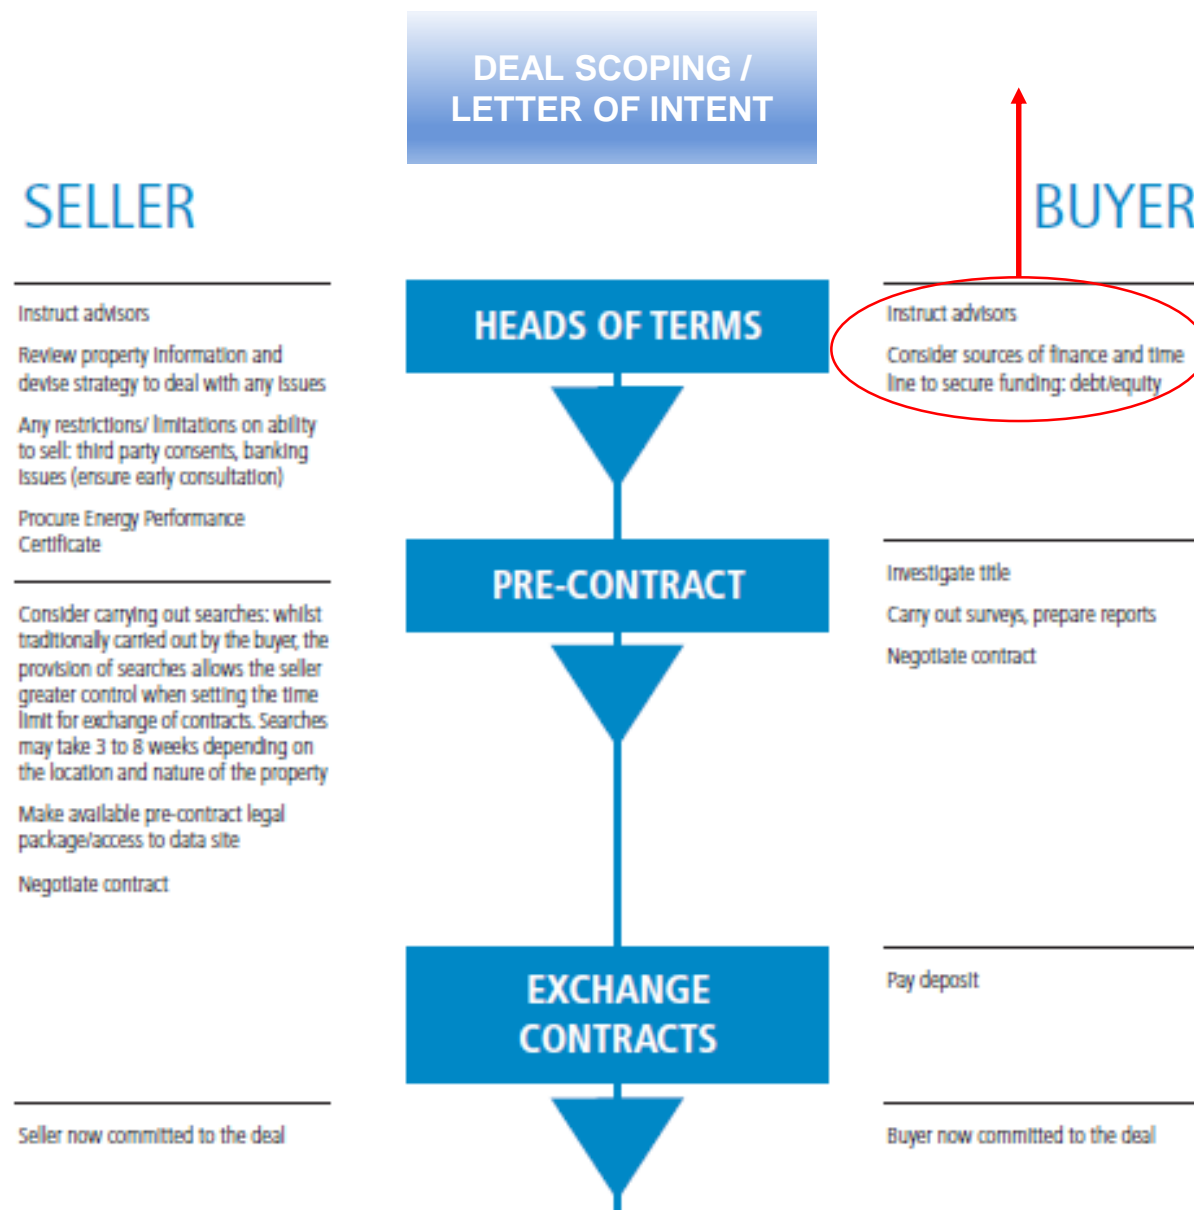 DEAL SCOPING /
LETTER OF INTENT
SELLER
BUYER
Instruct advisors
Review property information and
devise strategy to deal with any issues
Any restrictions/ limitations on ability
to sell: third party consents, banking
issues (ensure early consultation)
Procure Energy Performance
Certificate
HEADS OF TERMS
Instruct advisors
Consider sources of finance and time
line to secure funding: debt/equity
Consider carrying out searches: whilst
traditionally carried out by the buyer, the
provision of searches allows the seller
greater control when setting the time
limit for exchange of contracts. Searches
may take 3 to 8 weeks depending on
the location and nature of the property
Make available pre-contract legal
package/access to data site
Negotiate contract
PRE-CONTRACT
Investigate title
Carry out surveys, prepare reports
Negotiate contract
EXCHANGE
CONTRACTS
Pay deposit
Seller now committed to the deal
Buyer now committed to the deal